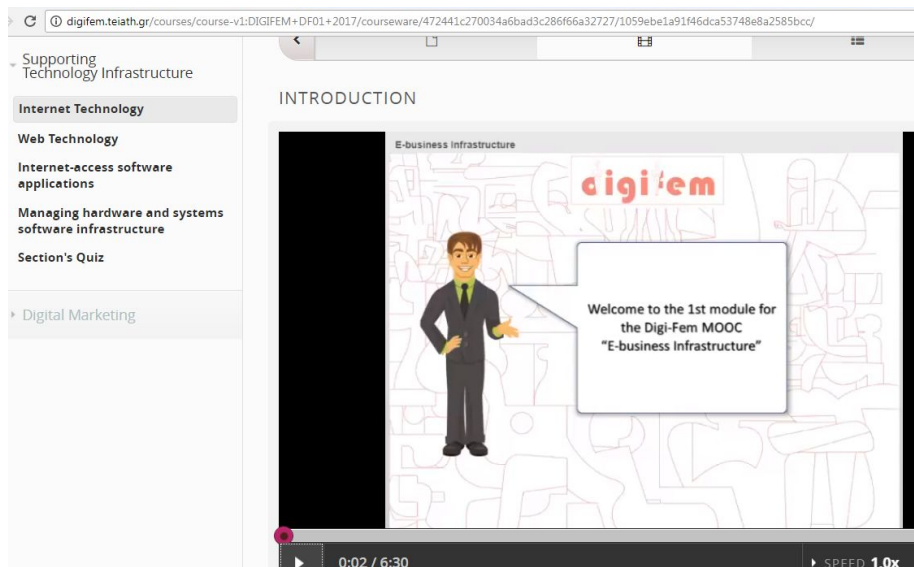 digifem.teiath.gr/courses/course-v1:DIGIFEM+DF01+2017/courseware/472441c270034a6bad3c286f66a32727/1059ebe1a91f46dca53748e8a2585bcc/
Supporting
Technology Infrastructure
Internet Technology
Web Technology
Internet-access software
applications
Managing hardware and systems
software infrastructure
Section's Quiz
Digital Marketing
INTRODUCTION
E-business Infrastructure
digifem
Welcome to the 1st module for
the Digi-Fem MOOC
"E-business Infrastructure"
0:02 / 6:30
SPEED 1.0x